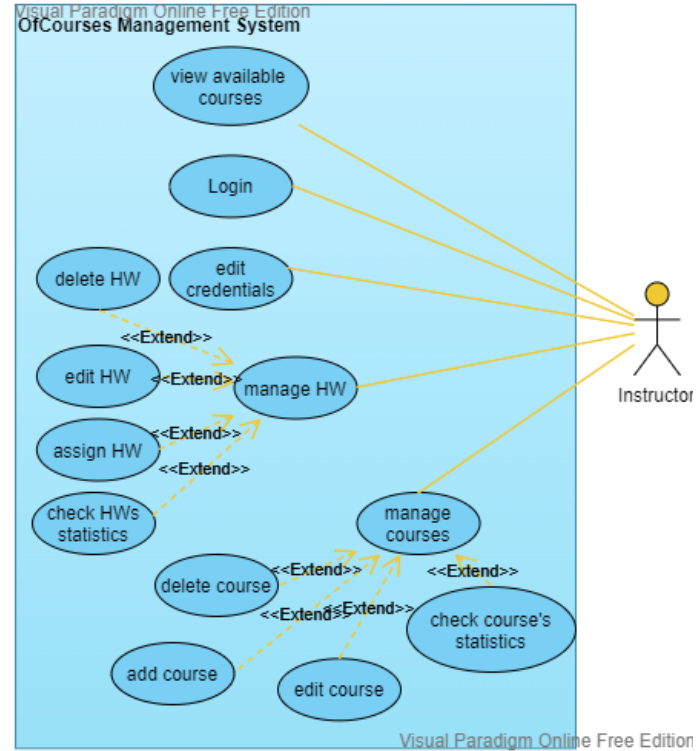 Visual Paradigm Online Free Edition
OfCourses Management System
view available
courses
Login
edit
credentials
delete HW
<<Extend>>
edit HW
<<Extend>>
manage HW
Instructor
assign HW
<<Extend>>
<<Extend>>
check HWs
statistics
manage
courses
delete course
<<Extend>>
<<Extend>>
<<Extend>>
<<Extend>>
check course's
statistics
add course
edit course
Visual Paradigm Online Free Edition